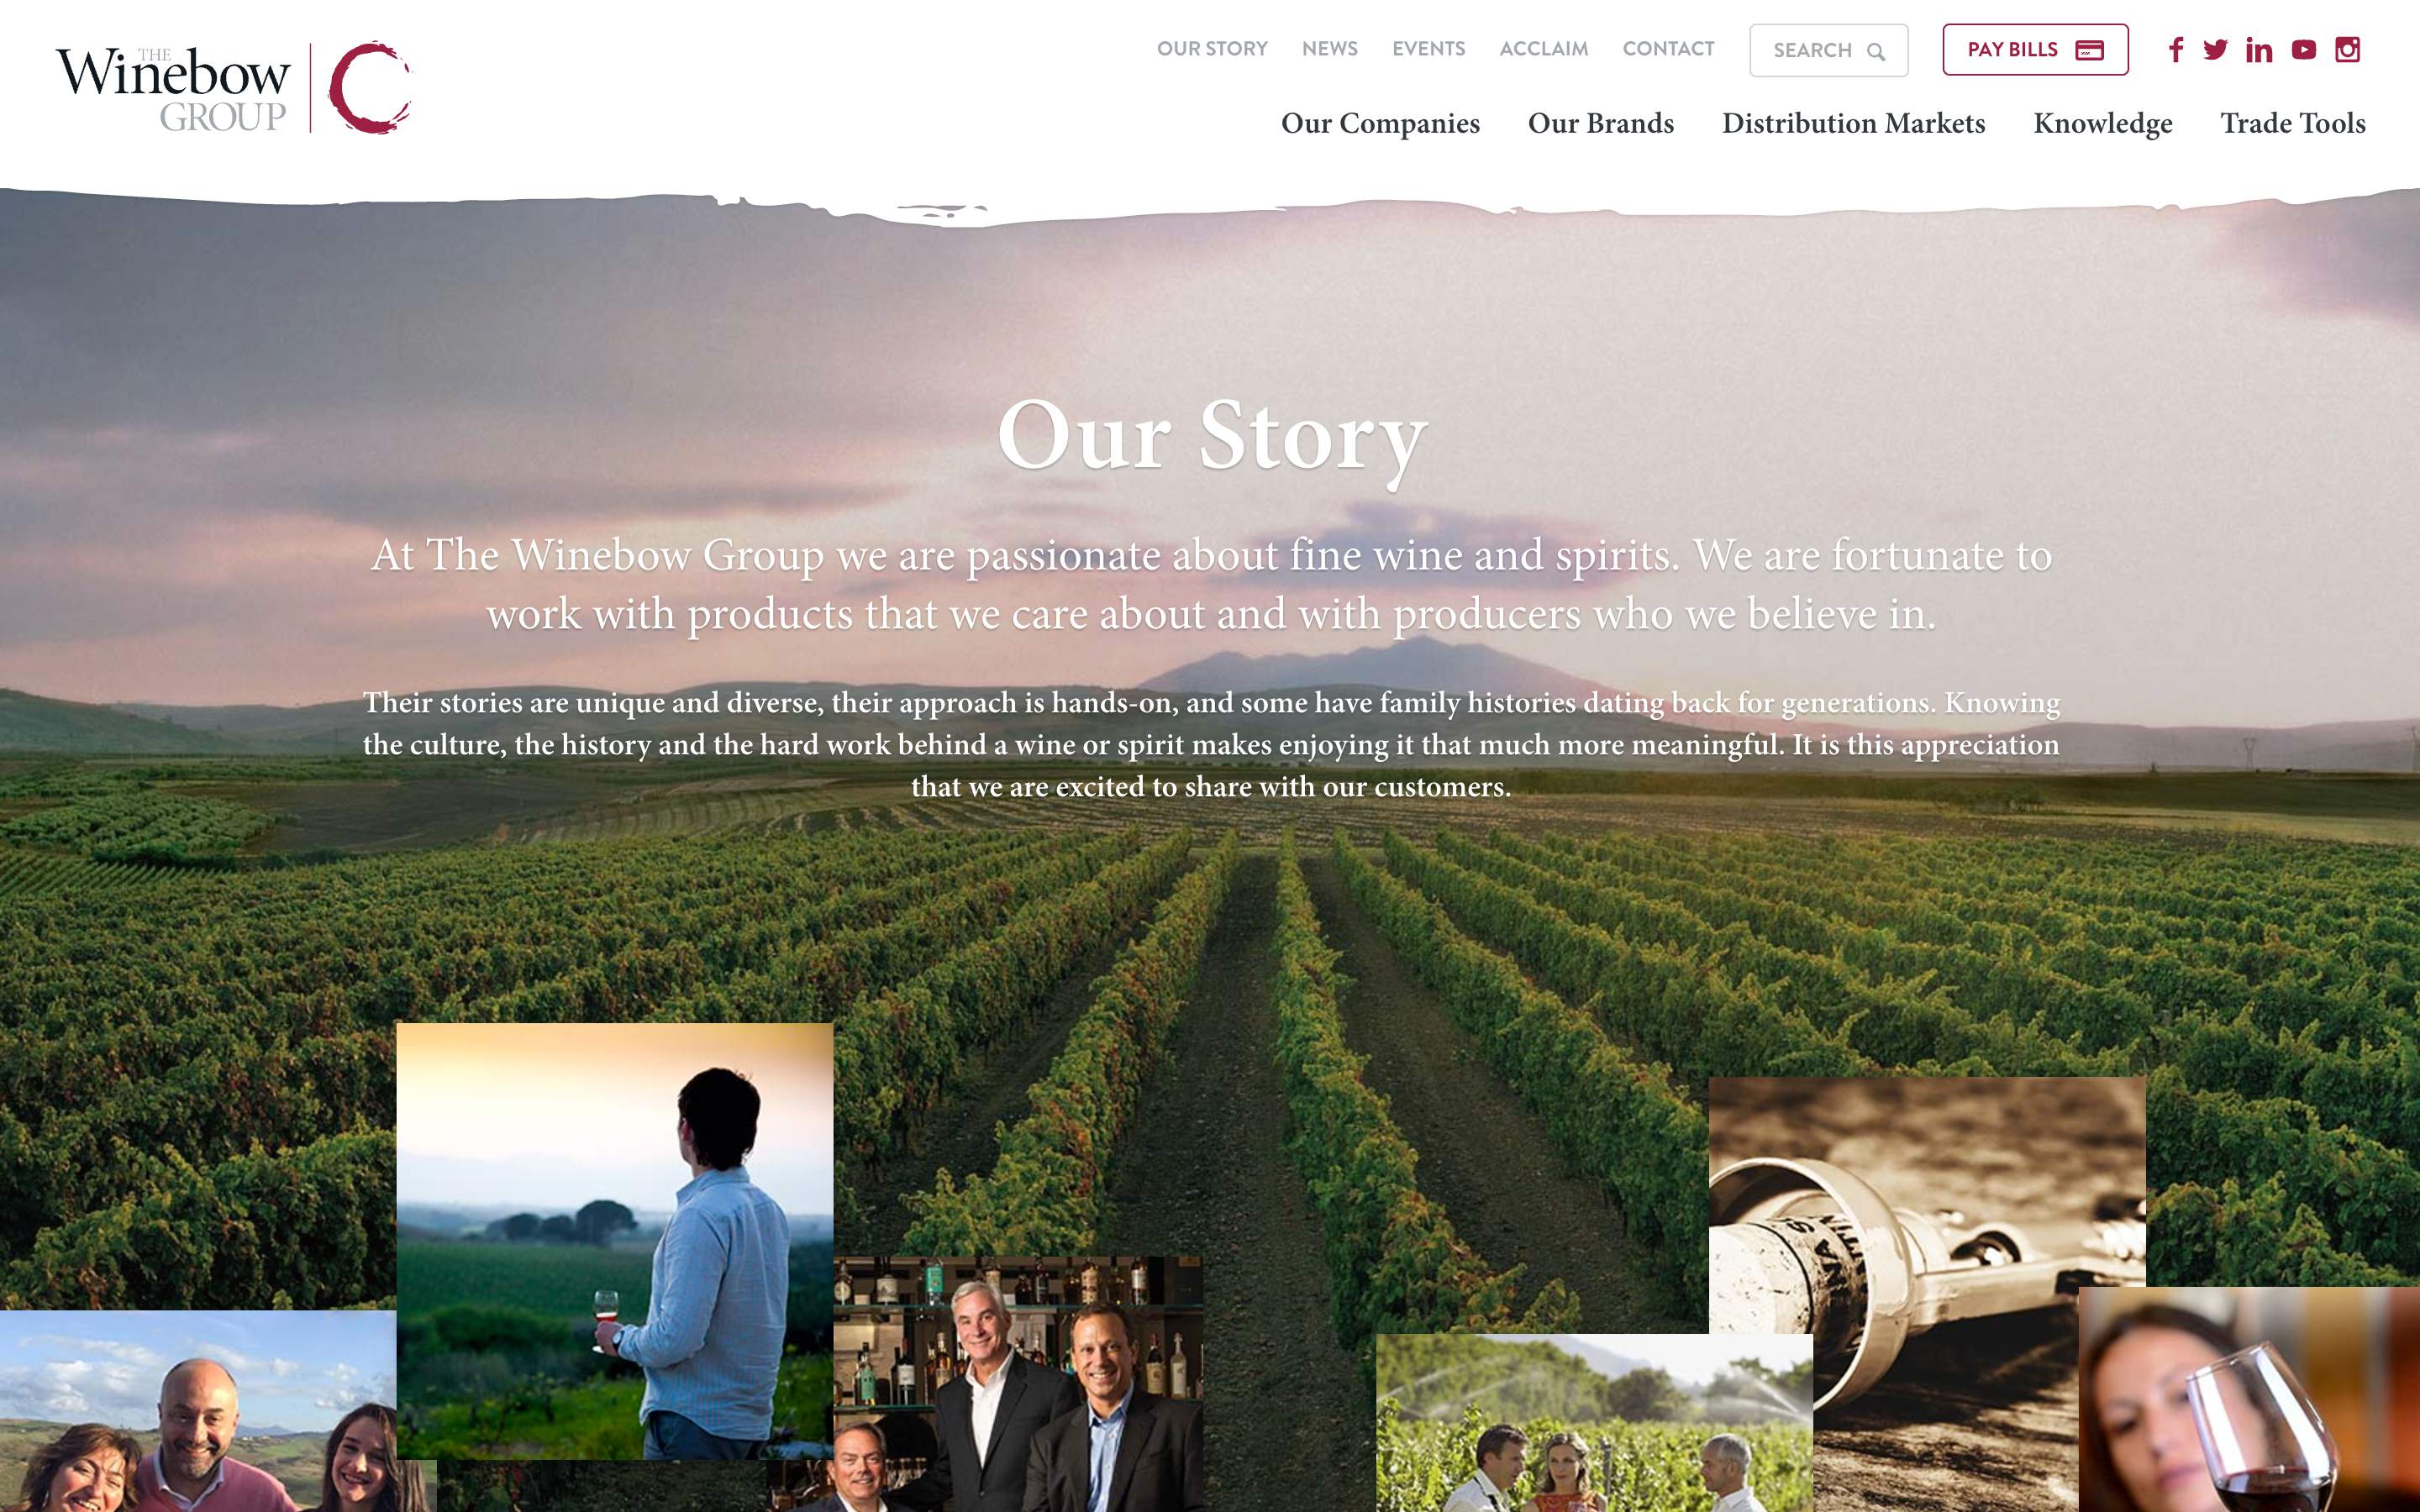 THE
Winebow
GROUP
OUR STORY NEWS EVENTS ACCLAIM CONTACT SEARCH PAY BILLS
Our Companies Our Brands Distribution Markets Knowledge Trade Tools
Our Story
At The Winebow Group we are passionate about fine wine and spirits. We are fortunate to
work with products that we care about and with producers who we believe in.
Their stories are unique and diverse, their approach is hands-on, and some have family histories dating back for generations. Knowing
the culture, the history and the hard work behind a wine or spirit makes enjoying it that much more meaningful. It is this appreciation
that we are excited to share with our customers.